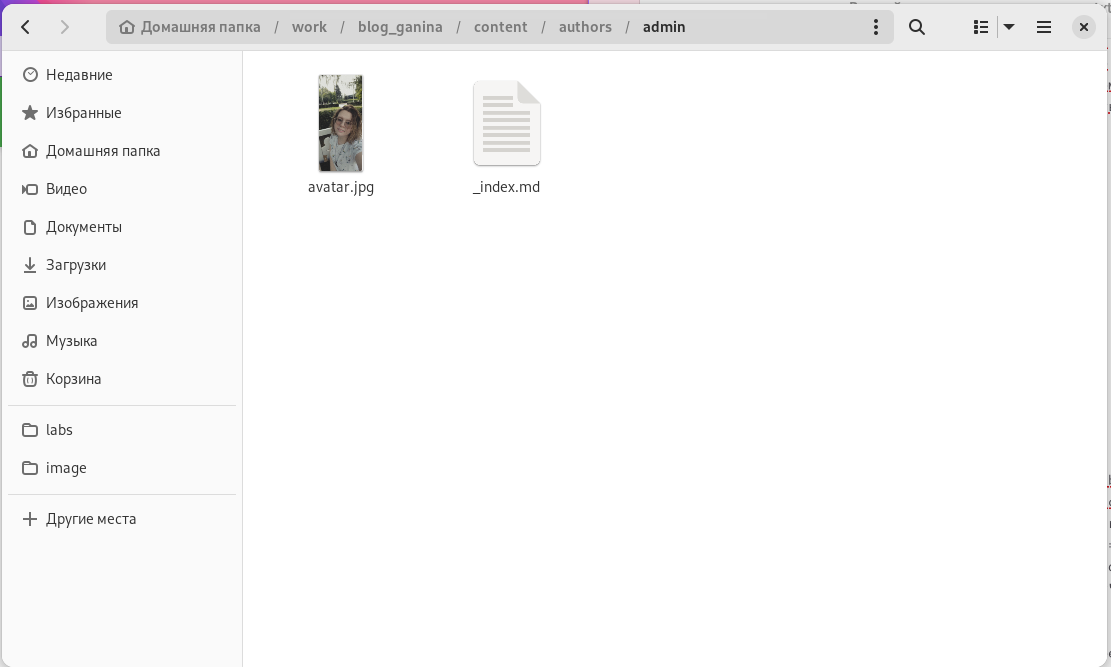 Домашняя папка / work / blog_ganina / content / authors / admin
Недавние
Избранные
Домашняя папка
Видео
Документы
Загрузки
Изображения
Музыка
Корзина
labs
image
Другие места
avatar.jpg
_index.md